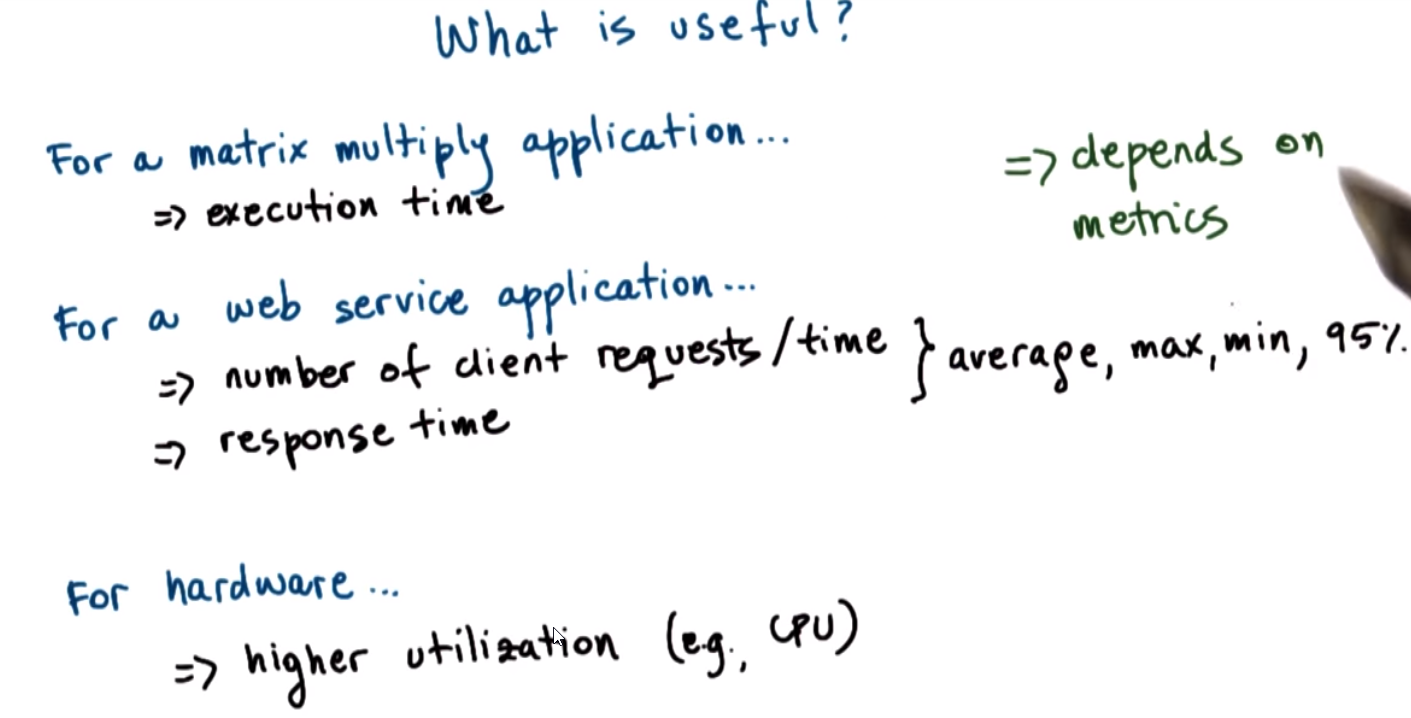 What is useful?
For a matrix multiply application...
=> execution time
=> depends on
metrics
For a web service application...
=> number of client requests/time } average, max, min, 95%.
=> response time
For hardware...
=> higher utilization (e.g., CPU)